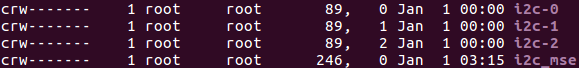 crw------- 1 root root 89, 0 Jan 1 00:00 i2c-0
crw------- 1 root root 89, 1 Jan 1 00:00 i2c-1
crw------- 1 root root 89, 2 Jan 1 00:00 i2c-2
crw------- 1 root root 246, 0 Jan 1 03:15 i2c_mse